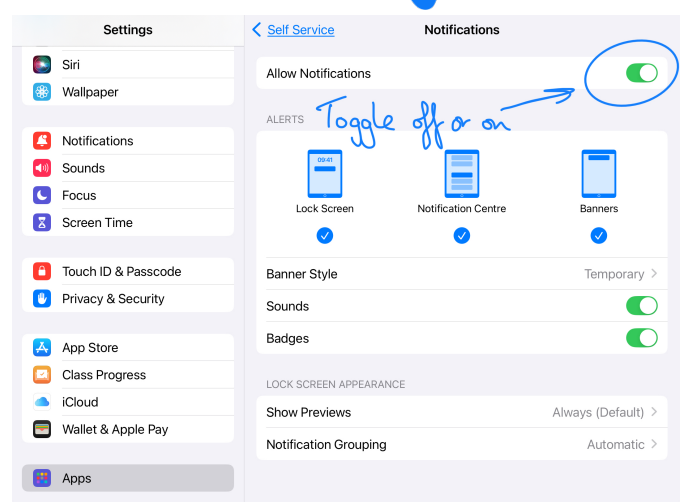 Settings
Siri
Wallpaper
Notifications
Sounds
Focus
Screen Time
Touch ID & Passcode
Privacy & Security
App Store
Class Progress
iCloud
Wallet & Apple Pay
Apps
Self Service
Notifications
Allow Notifications
Toggle off or on
ALERTS
09:41
Lock Screen
Notification Centre
Banners
Banner Style
Temporary
Sounds
Badges
LOCK SCREEN APPEARANCE
Show Previews
Always (Default)
Notification Grouping
Automatic